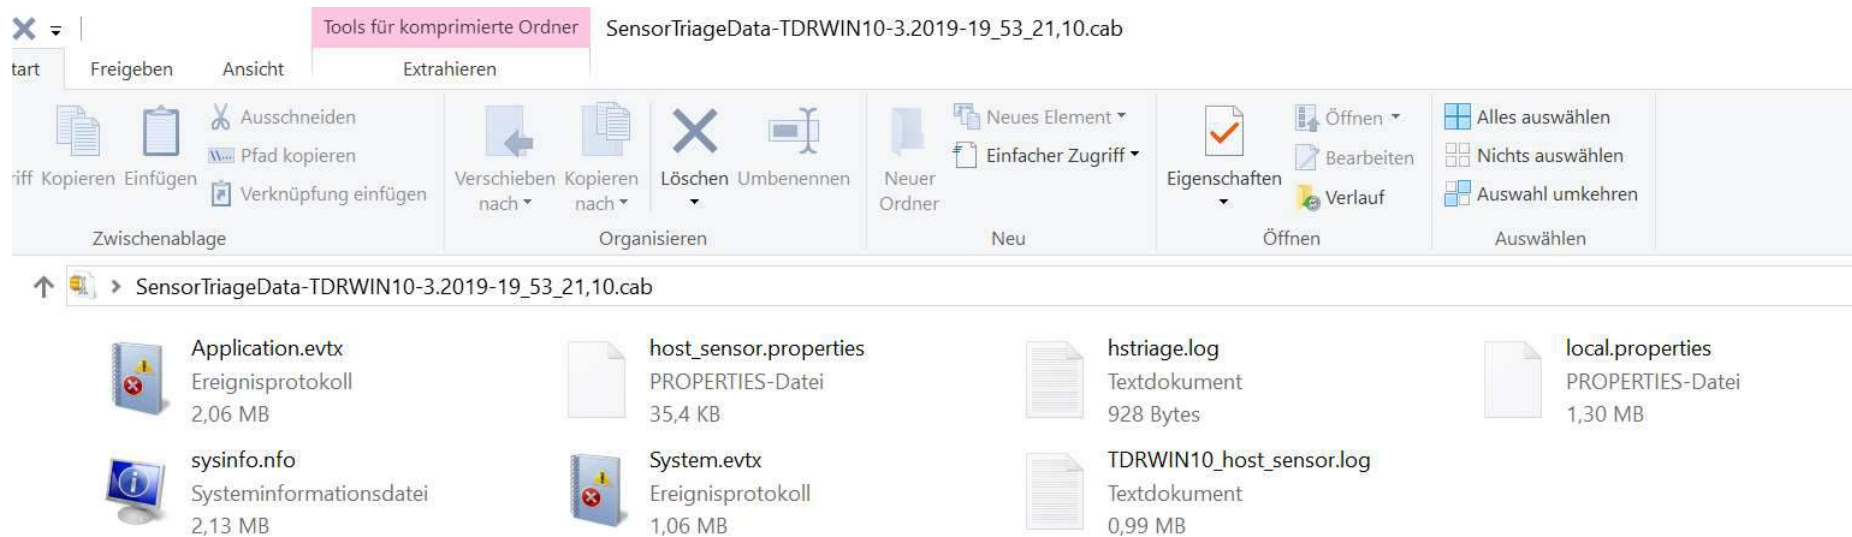 Tools für komprimierte Ordner
SensorTriageData-TDRWIN10-3.2019-19_53_21,10.cab
tart
Freigeben
Ansicht
Extrahieren
iff
Kopieren
Einfügen
Ausschneiden
Pfad kopieren
Verknüpfung einfügen
Zwischenablage
Verschieben
nach
Kopieren
nach
Löschen
Umbenennen
Organisieren
Neuer
Ordner
Neues Element
Einfacher Zugriff
Neu
Eigenschaften
Öffnen
Bearbeiten
Verlauf
Öffnen
Alles auswählen
Nichts auswählen
Auswahl umkehren
Auswählen
SensorTriageData-TDRWIN10-3.2019-19_53_21,10.cab
Application.evtx
Ereignisprotokoll
2,06 MB
host_sensor.properties
PROPERTIES-Datei
35,4 KB
hstriage.log
Textdokument
928 Bytes
local.properties
PROPERTIES-Datei
1,30 MB
sysinfo.nfo
Systeminformationsdatei
2,13 MB
System.evtx
Ereignisprotokoll
1,06 MB
TDRWIN10_host_sensor.log
Textdokument
0,99 MB